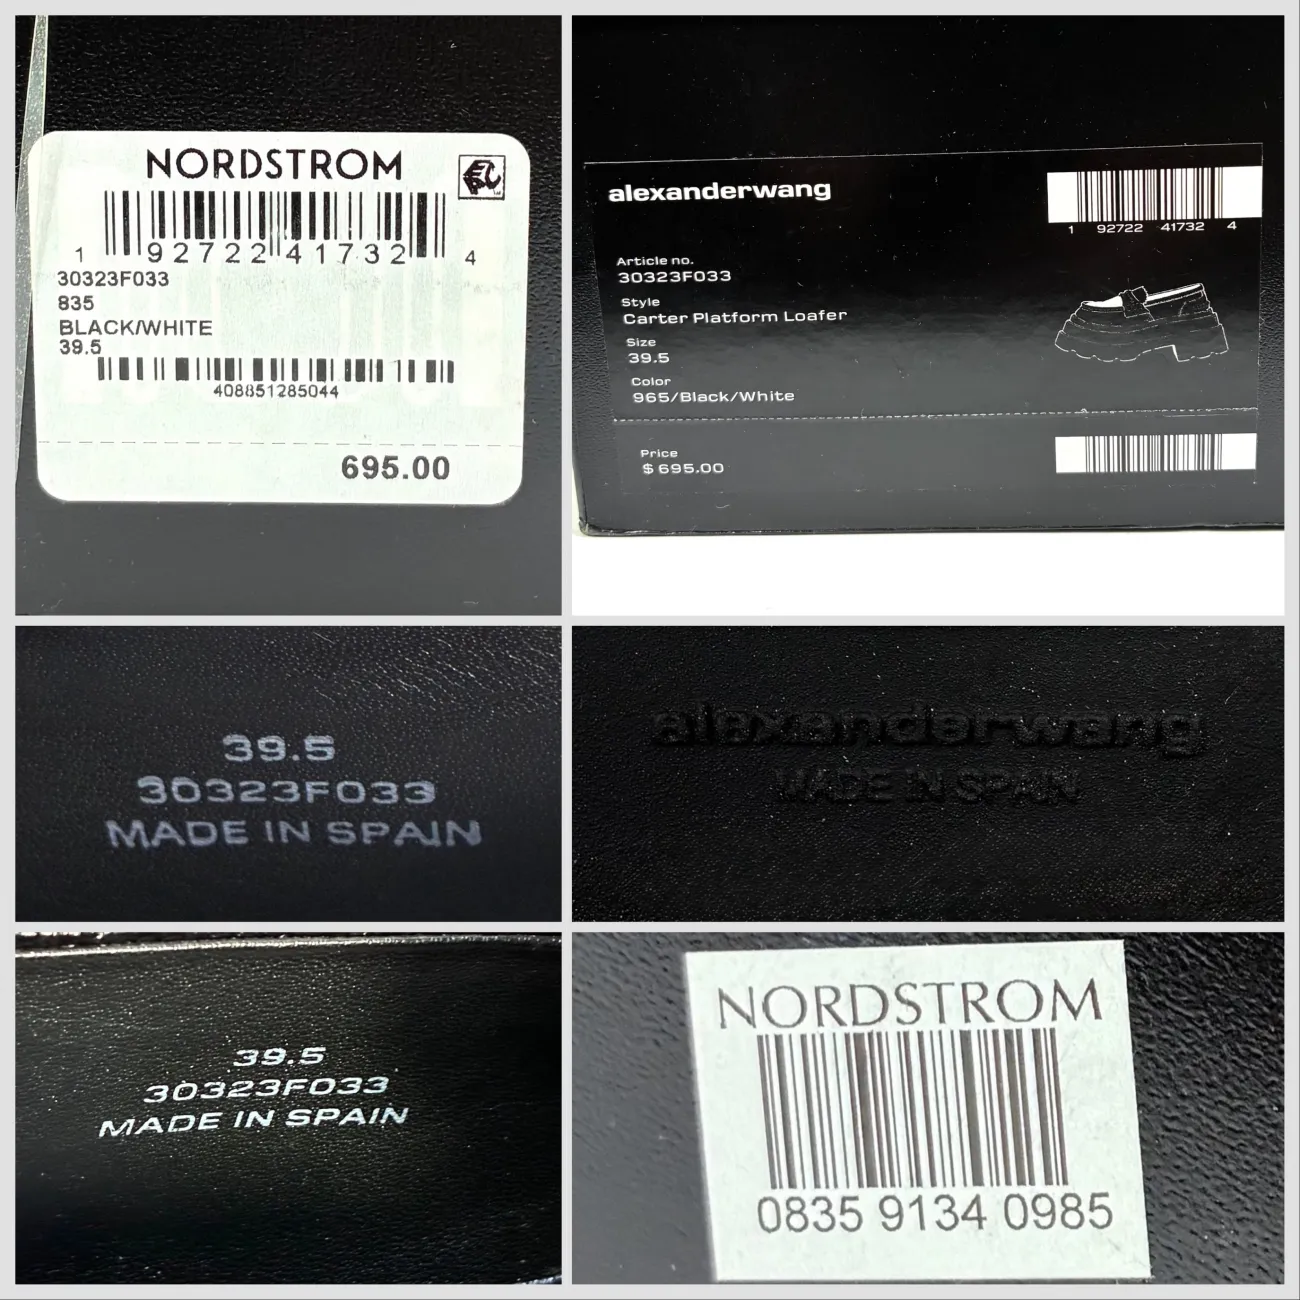 NORDSTROM
1 92722 41732 4
30323F033
835
BLACK/WHITE
39.5
408851285044
695.00
alexanderwang
1 92722 41732 4
Article no.
30323F033
Style
Carter Platform Loafer
Size
39.5
Color
965/Black/White
Price
$ 695.00
39.5
30323F033
MADE IN SPAIN
alexanderwang
MADE IN SPAIN
39.5
30323F033
MADE IN SPAIN
NORDSTROM
0835 9134 0985